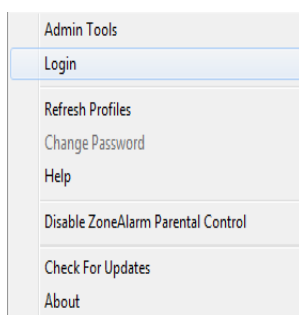 Admin Tools
Login
Refresh Profiles
Change Password
Help
Disable ZoneAlarm Parental Control
Check For Updates
About